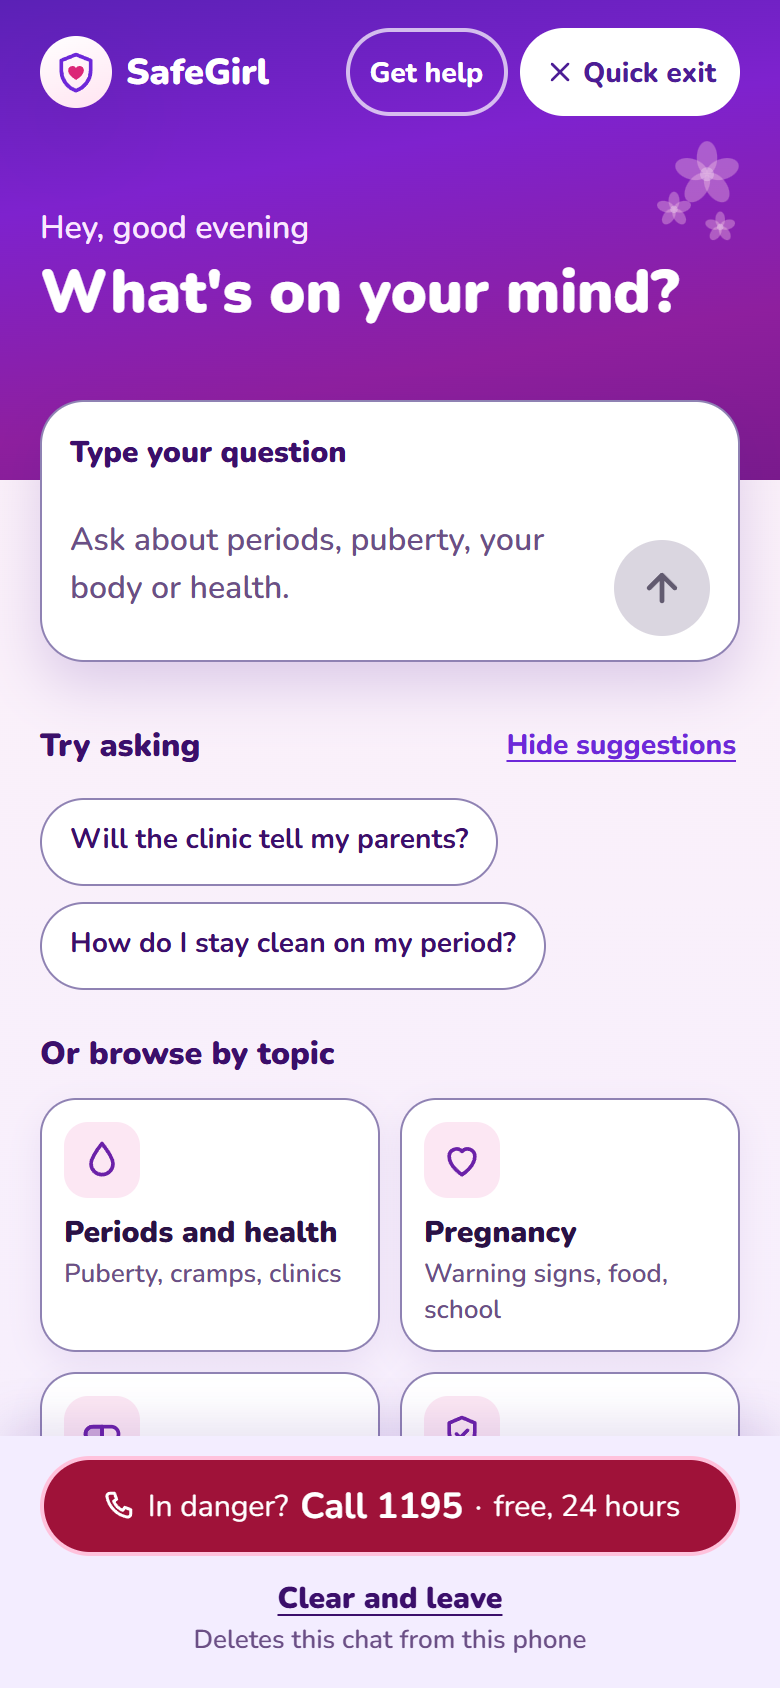 SafeGirl
Get help
Quick exit
Hey, good evening
What's on your mind?
Type your question
Ask about periods, puberty, your
body or health.
Try asking
Hide suggestions
Will the clinic tell my parents?
How do I stay clean on my period?
Or browse by topic
Periods and health
Puberty, cramps, clinics
Pregnancy
Warning signs, food,
school
In danger? Call 1195 · free, 24 hours
Clear and leave
Deletes this chat from this phone